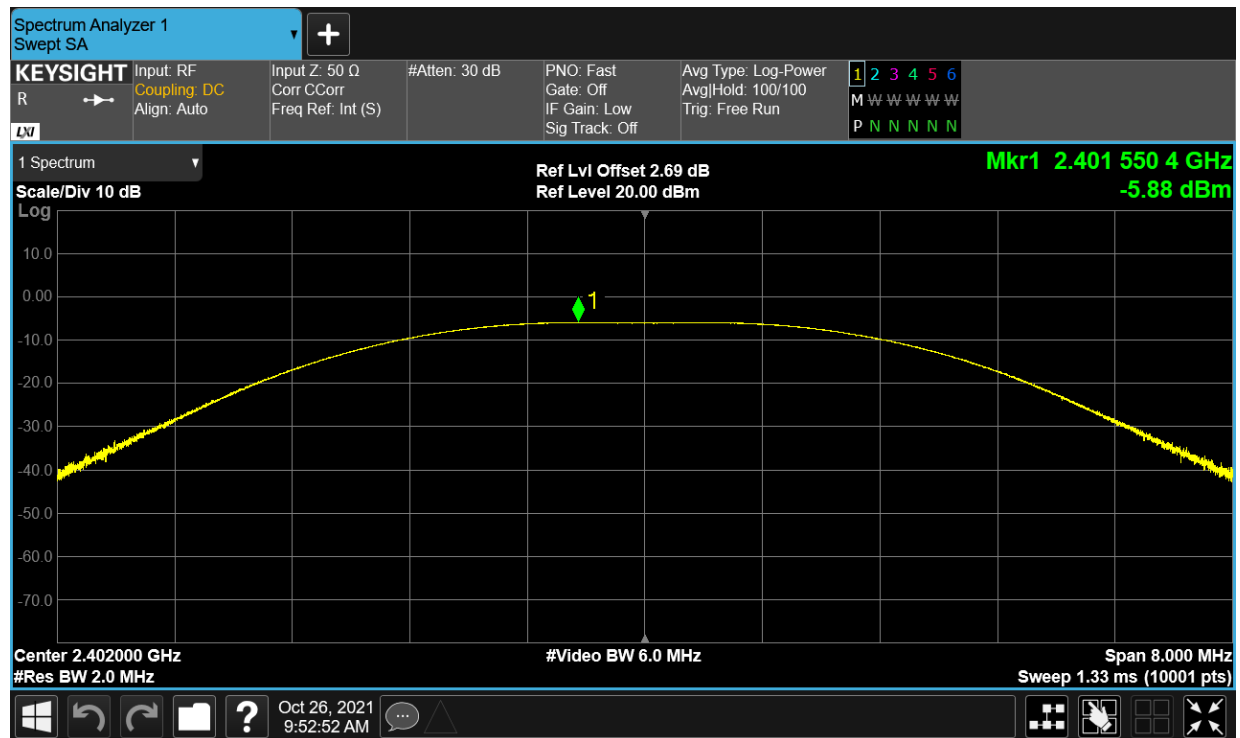 Spectrum Analyzer 1
Swept SA
KEYSIGHT
R
LXI
Input: RF
Coupling: DC
Align: Auto
Input Z: 50 Ω
Corr CCorr
Freq Ref: Int (S)
#Atten: 30 dB
PNO: Fast
Gate: Off
IF Gain: Low
Sig Track: Off
Avg Type: Log-Power
Avg|Hold: 100/100
Trig: Free Run
1 2 3 4 5 6
M W W W W W
P N N N N N N
1 Spectrum
Scale/Div 10 dB
Ref Lvl Offset 2.69 dB
Ref Level 20.00 dBm
Mkr1 2.401 550 4 GHz
-5.88 dBm
Log
10.0
0.00
-10.0
-20.0
-30.0
-40.0
-50.0
-60.0
-70.0
1
Center 2.402000 GHz
#Res BW 2.0 MHz
#Video BW 6.0 MHz
Span 8.000 MHz
Sweep 1.33 ms (10001 pts)
?
Oct 26, 2021
9:52:52 AM